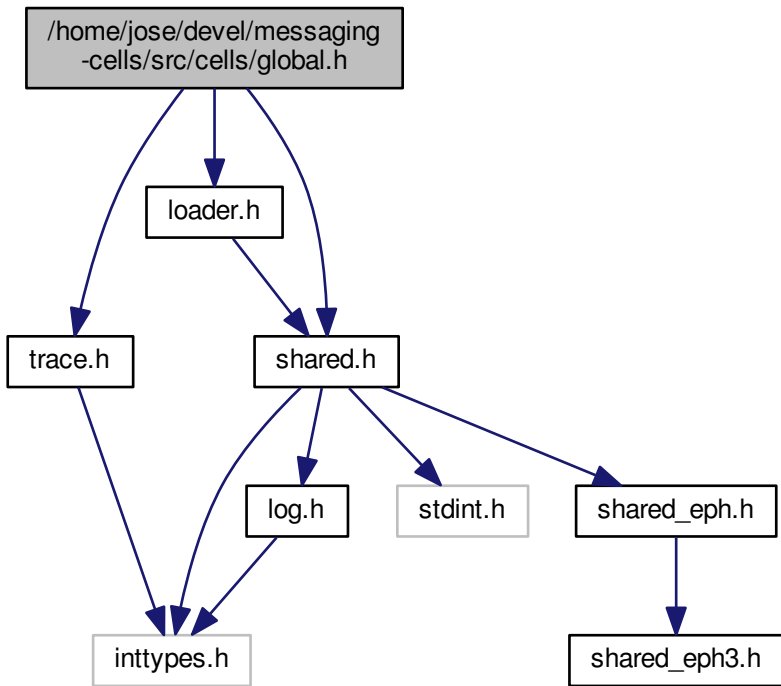 /home/jose/devel/messaging
-cells/src/cells/global.h
loader.h
trace.h
shared.h
log.h
stdint.h
shared_eph.h
inttypes.h
shared_eph3.h